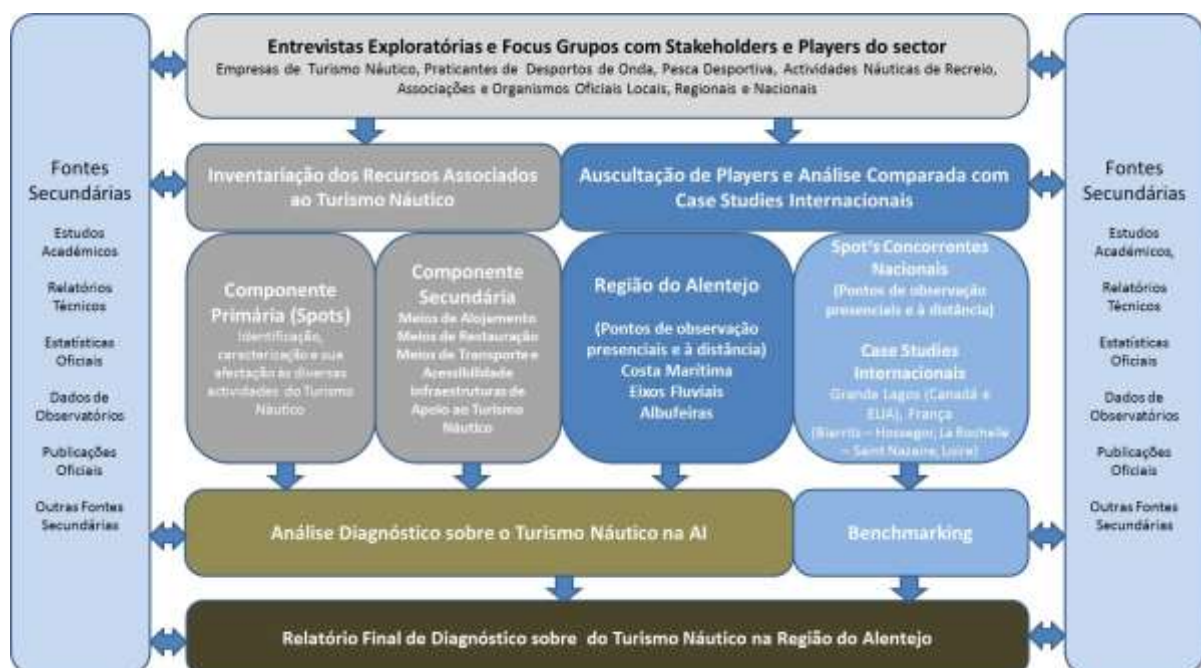 Entrevistas Exploratórias e Focus Grupos com Stakeholders e Players do sector
Empresas de Turismo Náutico, Praticantes de Desportos de Onda, Pesca Desportiva, Actividades Náuticas de Recreio,
Associações e Organismos Oficiais Locais, Regionais e Nacionais
Fontes
Secundárias
Estudos
Académicos
Relatórios
Técnicos
Estatísticas
Oficiais
Dados de
Observatórios
Publicações
Oficiais
Outras Fontes
Secundárias
Inventariação dos Recursos Associados
ao Turismo Náutico
Auscultação de Players e Análise Comparada com
Case Studies Internacionais
Componente
Primária (Spots)
Identificação,
caracterização e sua
afectação às diversas
actividades do Turismo
Náutico
Componente
Secundária
Meios de Alojamento
Meios de Restauração
Meios de Transporte e
Acessibilidade
Infraestruturas de
Apoio ao Turismo
Náutico
Região do Alentejo
(Pontos de observação
presenciais e à distância)
Costa Marítima
Eixos Fluviais
Albufeiras
Spot's Concorrentes
Nacionais
(Pontos de observação
presenciais e à distância)
Case Studies
Internacionais
Grande Lagos (Canadá e
EUA), França
(Biarritz – Hossegor, La Rochelle
– Saint Nazaire, Loire)
Fontes
Secundárias
Estudos
Académicos,
Relatórios
Técnicos
Estatísticas
Oficiais
Dados de
Observatórios
Publicações
Oficiais
Outras Fontes
Secundárias
Análise Diagnóstico sobre o Turismo Náutico na AI
Benchmarking
Relatório Final de Diagnóstico sobre do Turismo Náutico na Região do Alentejo